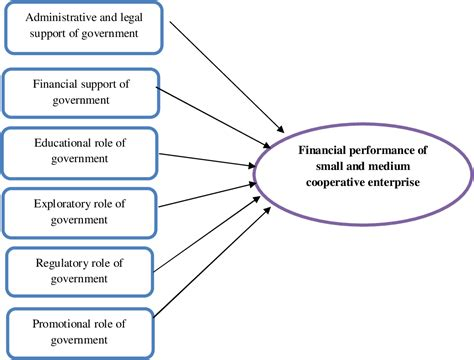 Administrative and legal
support of government
Financial support of
government
Educational role of
government
Exploratory role of
government
Regulatory role of
government
Promotional role of
government
Financial performance of
small and medium
cooperative enterprise